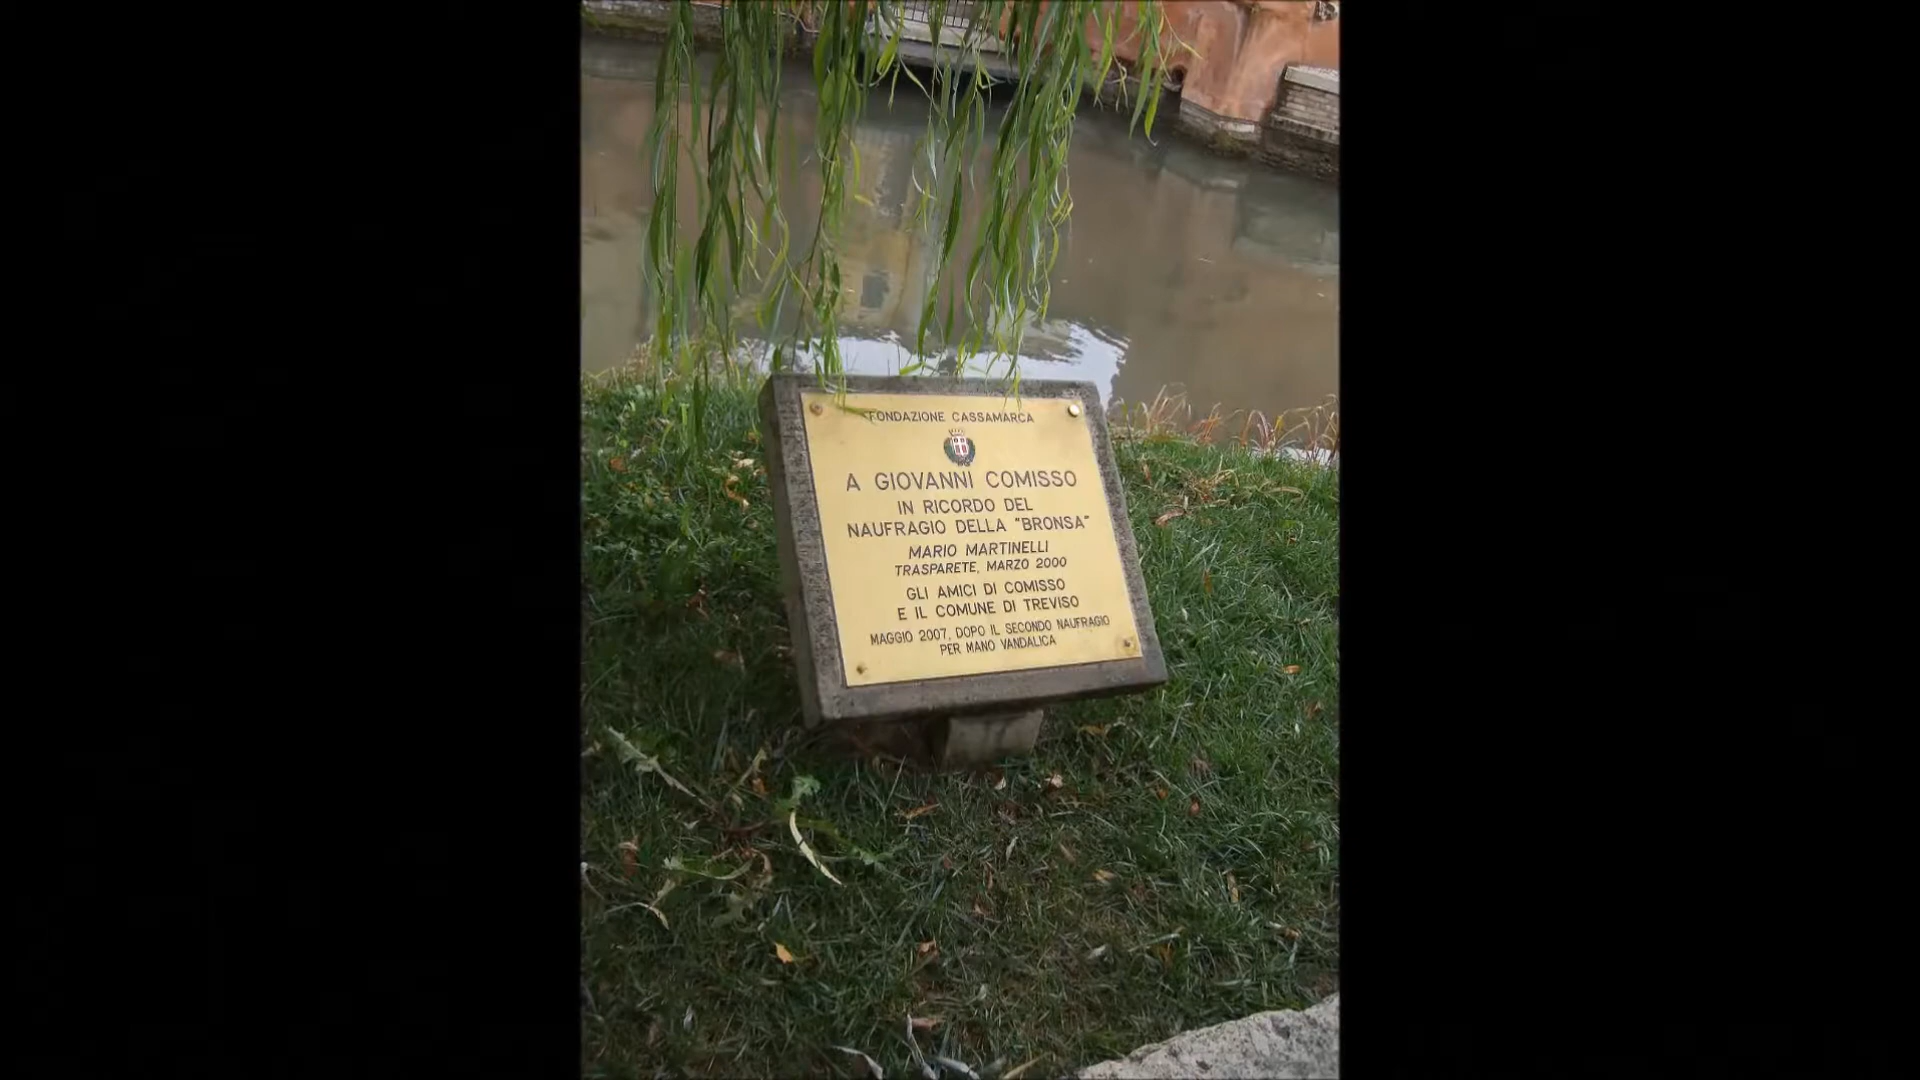 FONDAZIONE CASSAMARCA
A GIOVANNI COMISSO
IN RICORDO DEL
NAUFRAGIO DELLA "BRONSA"
MARIO MARTINELLI
TRASPARETE, MARZO 2000
GLI AMICI DI COMISSO
E IL COMUNE DI TREVISO
MAGGIO 2007, DOPO IL SECONDO NAUFRAGIO
PER MANO VANDALICA